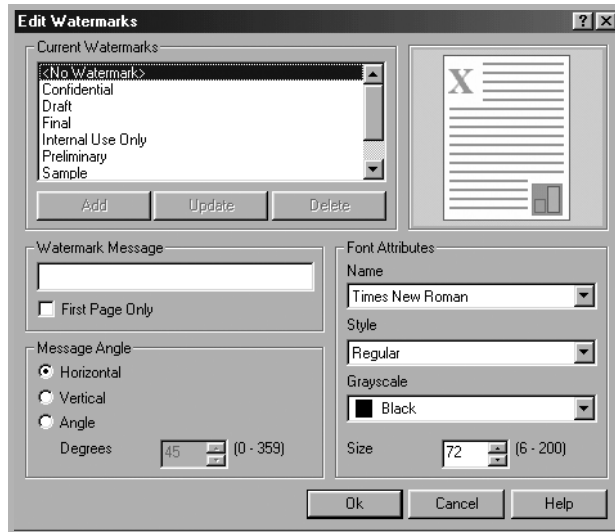 Edit Watermarks
Current Watermarks
<No Watermark>
Confidential
Draft
Final
Internal Use Only
Preliminary
Sample
Add Update Delete
X
Watermark Message
First Page Only
Message Angle
Horizontal
Vertical
Angle
Degrees 45 (0 - 359)
Font Attributes
Name
Times New Roman
Style
Regular
Grayscale
Black
Size 72 (6 - 200)
Ok Cancel Help